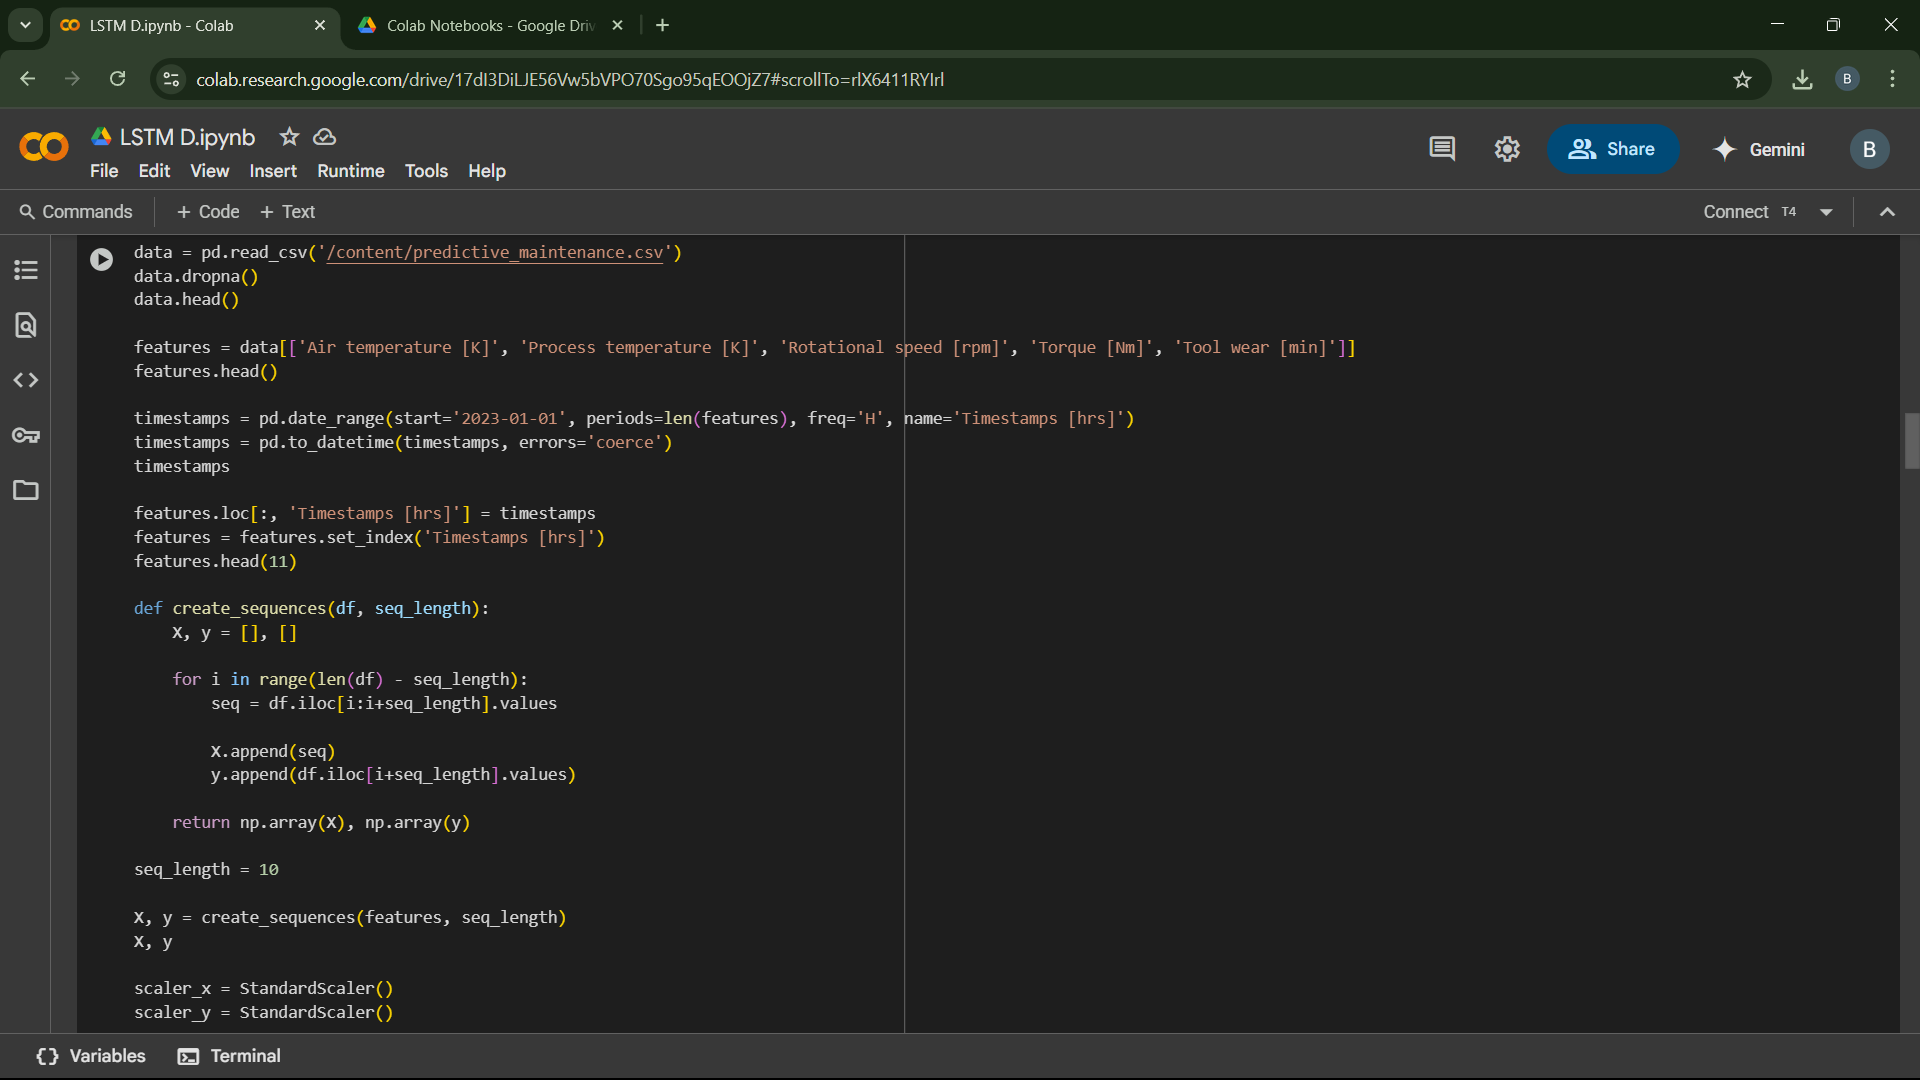 LSTM D.ipynb - Colab
Colab Notebooks - Google Driv
colab.research.google.com/drive/17dI3DiLJE56Vw5bVPO70Sgo95qEOOjZ7#scrollTo=rlX6411RYIrl
B
LSTM D.ipynb
File Edit View Insert Runtime Tools Help
Share
Gemini
B
Commands + Code + Text
Connect T4
data = pd.read_csv('/content/predictive_maintenance.csv')
data.dropna()
data.head()
features = data[['Air temperature [K]', 'Process temperature [K]', 'Rotational speed [rpm]', 'Torque [Nm]', 'Tool wear [min]']]
features.head()
timestamps = pd.date_range(start='2023-01-01', periods=len(features), freq='H', name='Timestamps [hrs]')
timestamps = pd.to_datetime(timestamps, errors='coerce')
timestamps
features.loc[:, 'Timestamps [hrs]'] = timestamps
features = features.set_index('Timestamps [hrs]')
features.head(11)
def create_sequences(df, seq_length):
X, y = [], []
for i in range(len(df) - seq_length):
seq = df.iloc[i:i+seq_length].values
X.append(seq)
y.append(df.iloc[i+seq_length].values)
return np.array(X), np.array(y)
seq_length = 10
X, y = create_sequences(features, seq_length)
X, y
scaler_x = StandardScaler()
scaler_y = StandardScaler()
Variables Terminal